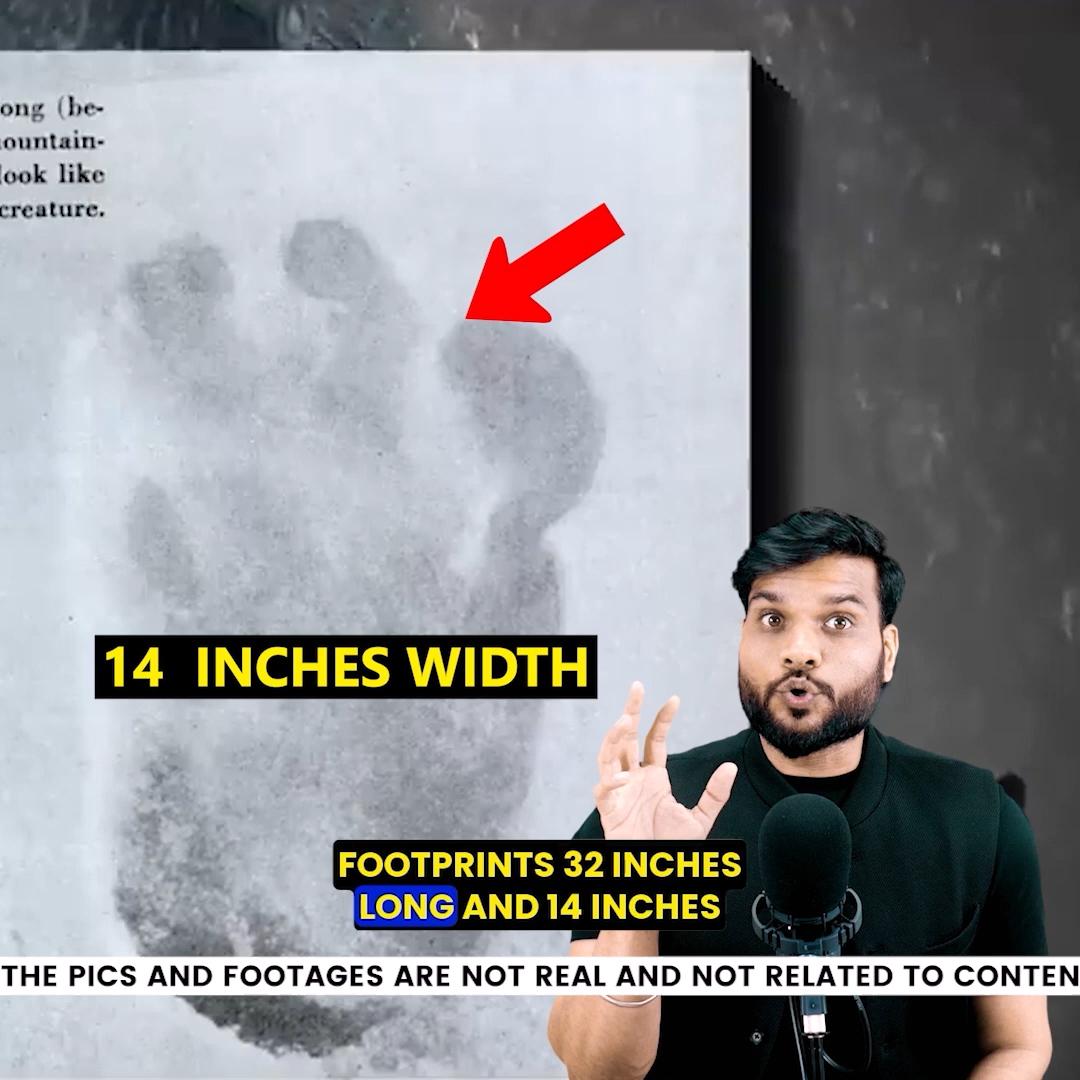 ong (be-
ountain-
look like
creature.
14 INCHES WIDTH
FOOTPRINTS 32 INCHES
LONG AND 14 INCHES
THE PICS AND FOOTAGES ARE NOT REAL AND NOT RELATED TO CONTEN